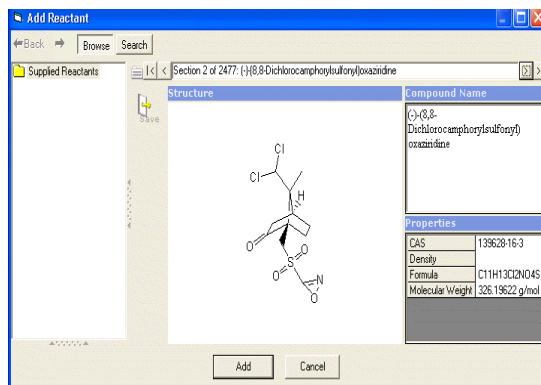 Add Reactant
Back Browse Search
Supplied Reactants
Section 2 of 2477: (-)-(8,8-Dichlorocamphorylsulfonyl)oxaziridine
Save
Structure
Cl
Cl
H
O
O
S
O
N
O
Compound Name
(-)-(8,8-
Dichlorocamphorylsulfonyl)
oxaziridine
Properties
CAS 139628-16-3
Density
Formula C11H13Cl2NO4S
Molecular Weight 326.19622 g/mol
Add Cancel